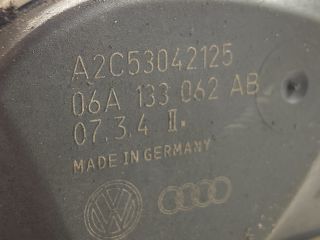 A2C53042125
06A 133 062 AB
07.3.4 II.
MADE IN GERMANY